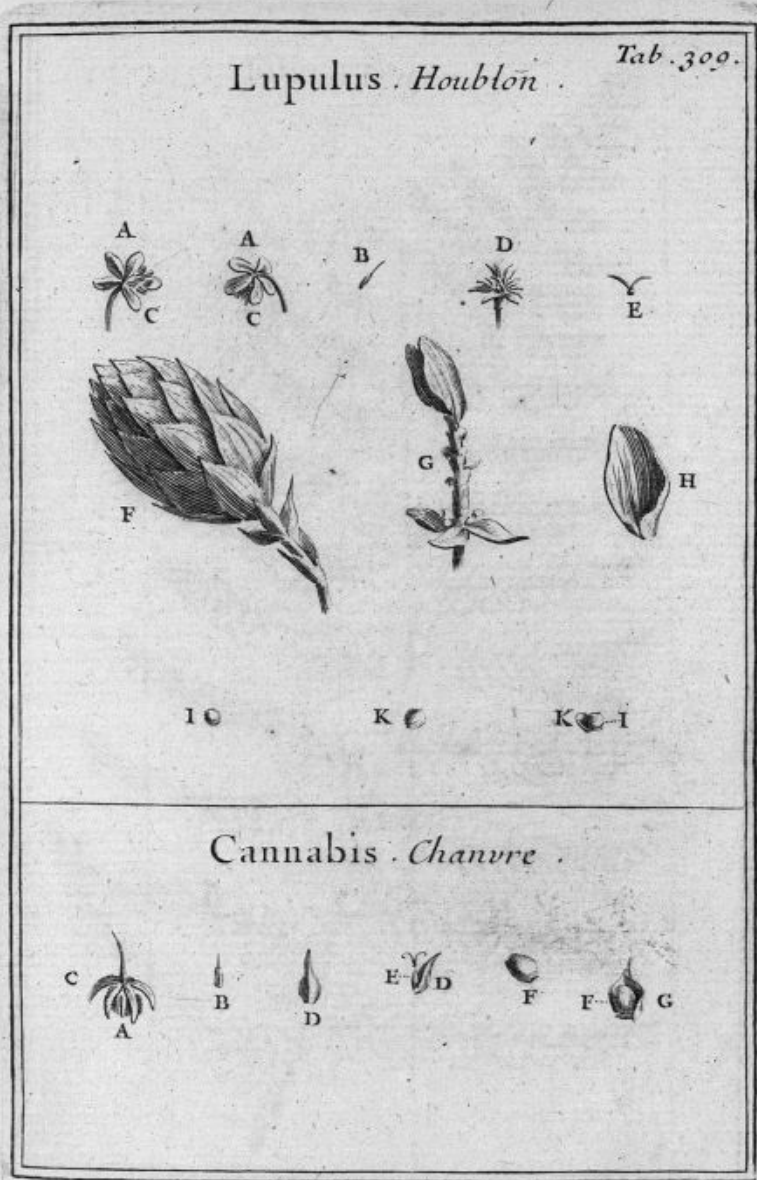 Tab. 309.
Lupulus. Houblon.
A A B D
C C E
F G H
I K K I
Cannabis. Chanvre.
C A B D E D F F G